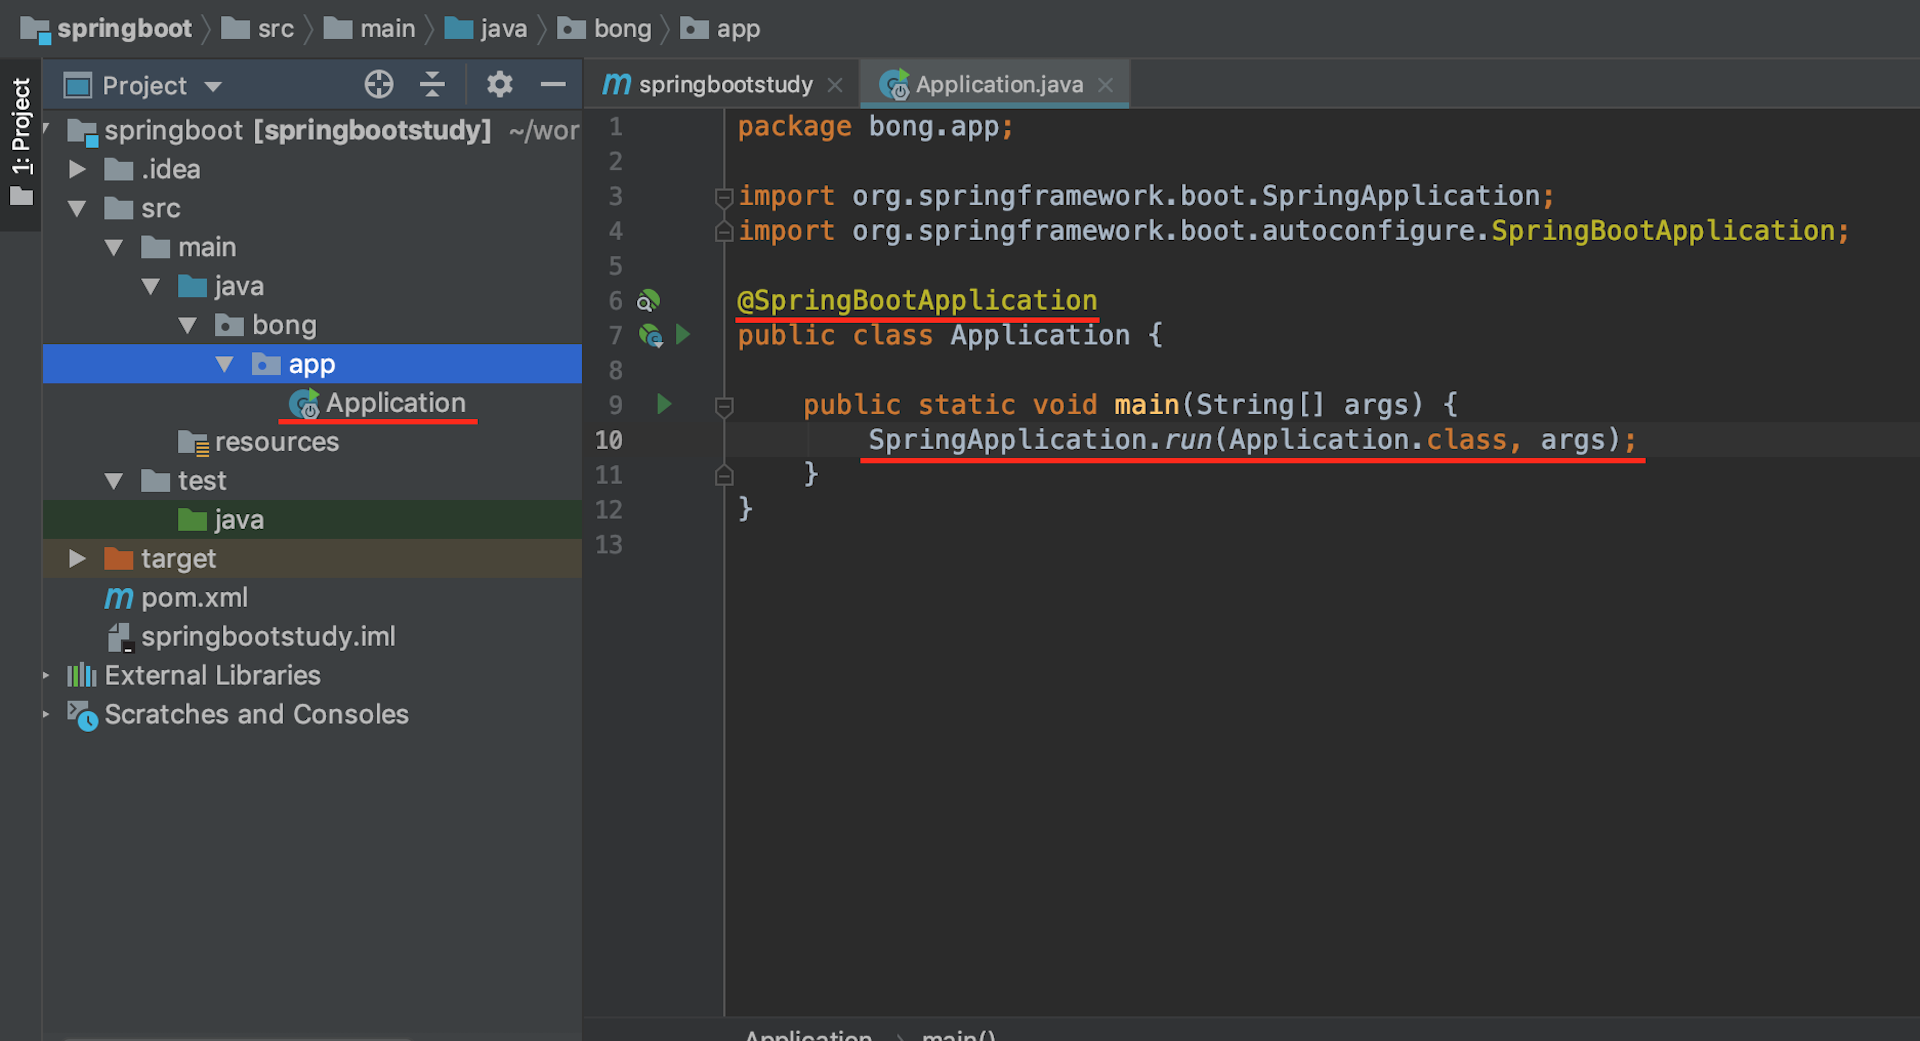 springboot src main java bong app
1: Project
Project
springboot [springbootstudy] ~/wor
.idea
src
main
java
bong
app
Application
resources
test
java
target
pom.xml
springbootstudy.iml
External Libraries
Scratches and Consoles
springbootstudy Application.java
1 package bong.app;
2
3 import org.springframework.boot.SpringApplication;
4 import org.springframework.boot.autoconfigure.SpringBootApplication;
5
6 @SpringBootApplication
7 public class Application {
8
9 public static void main(String[] args) {
10 SpringApplication.run(Application.class, args);
11 }
12 }
13
Application main()